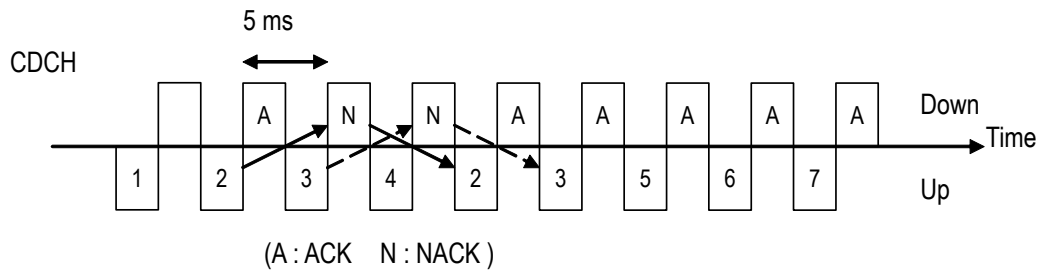 5 ms
CDCH
A N N A A A A A
Down
Time
1 2 3 4 2 3 5 6 7
Up
(A : ACK N : NACK )